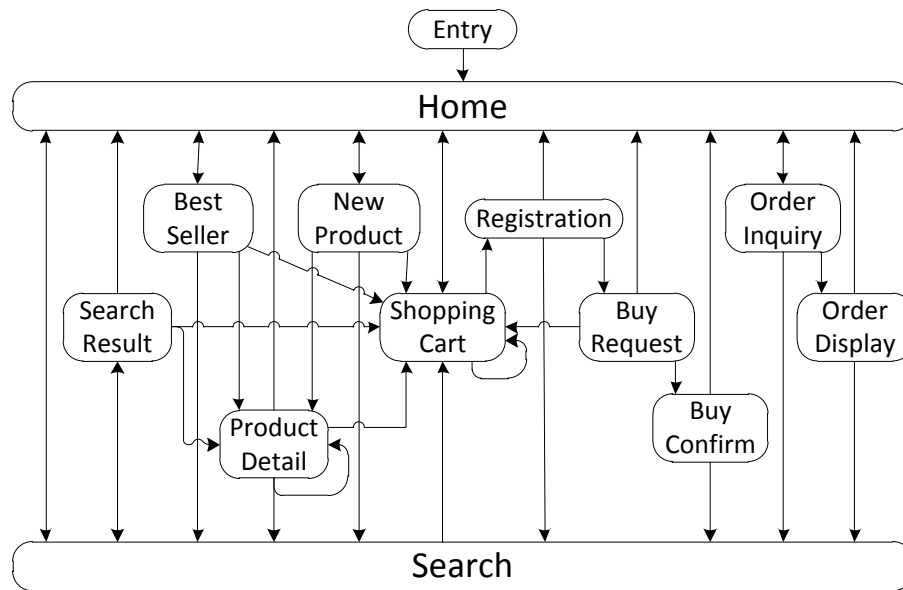 Entry
Home
Best
Seller
New
Product
Registration
Order
Inquiry
Search
Result
Shopping
Cart
Buy
Request
Order
Display
Product
Detail
Buy
Confirm
Search